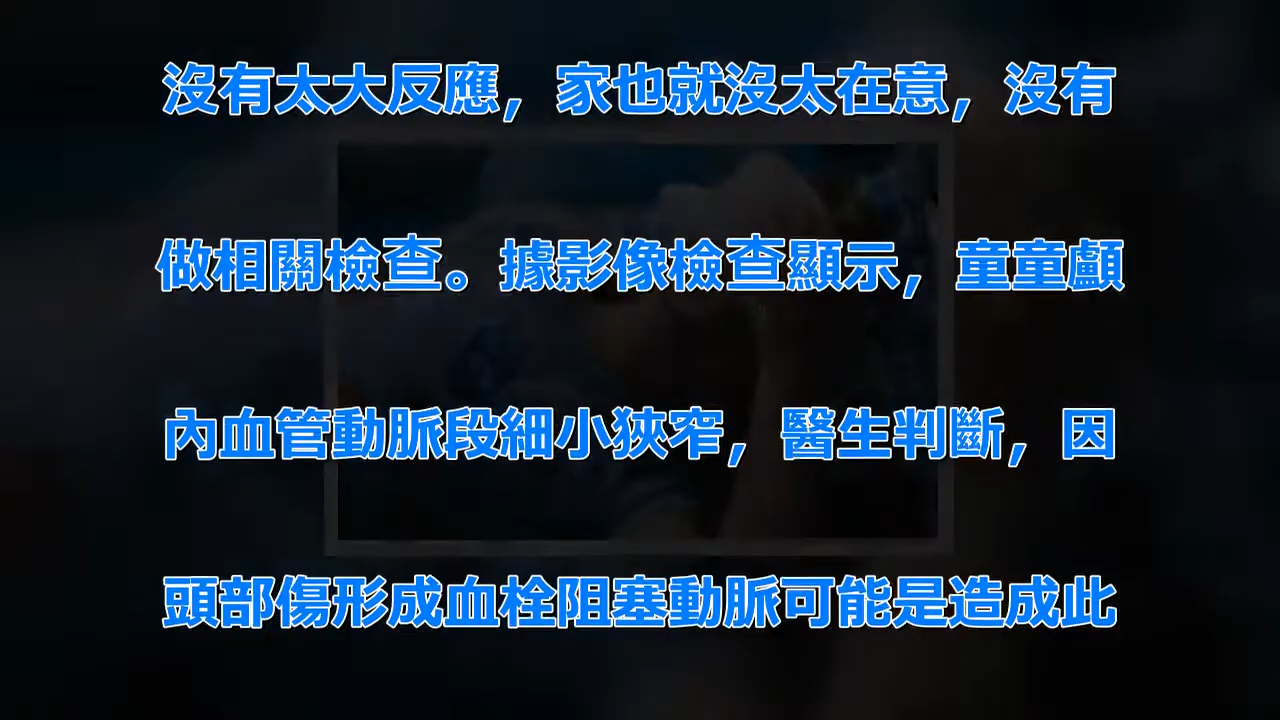 沒有太大反應，家也就沒太在意，沒有
做相關檢查。據影像檢查顯示，童童顱
內血管動脈段細小狹窄，醫生判斷，因
頭部傷形成血栓阻塞動脈可能是造成此